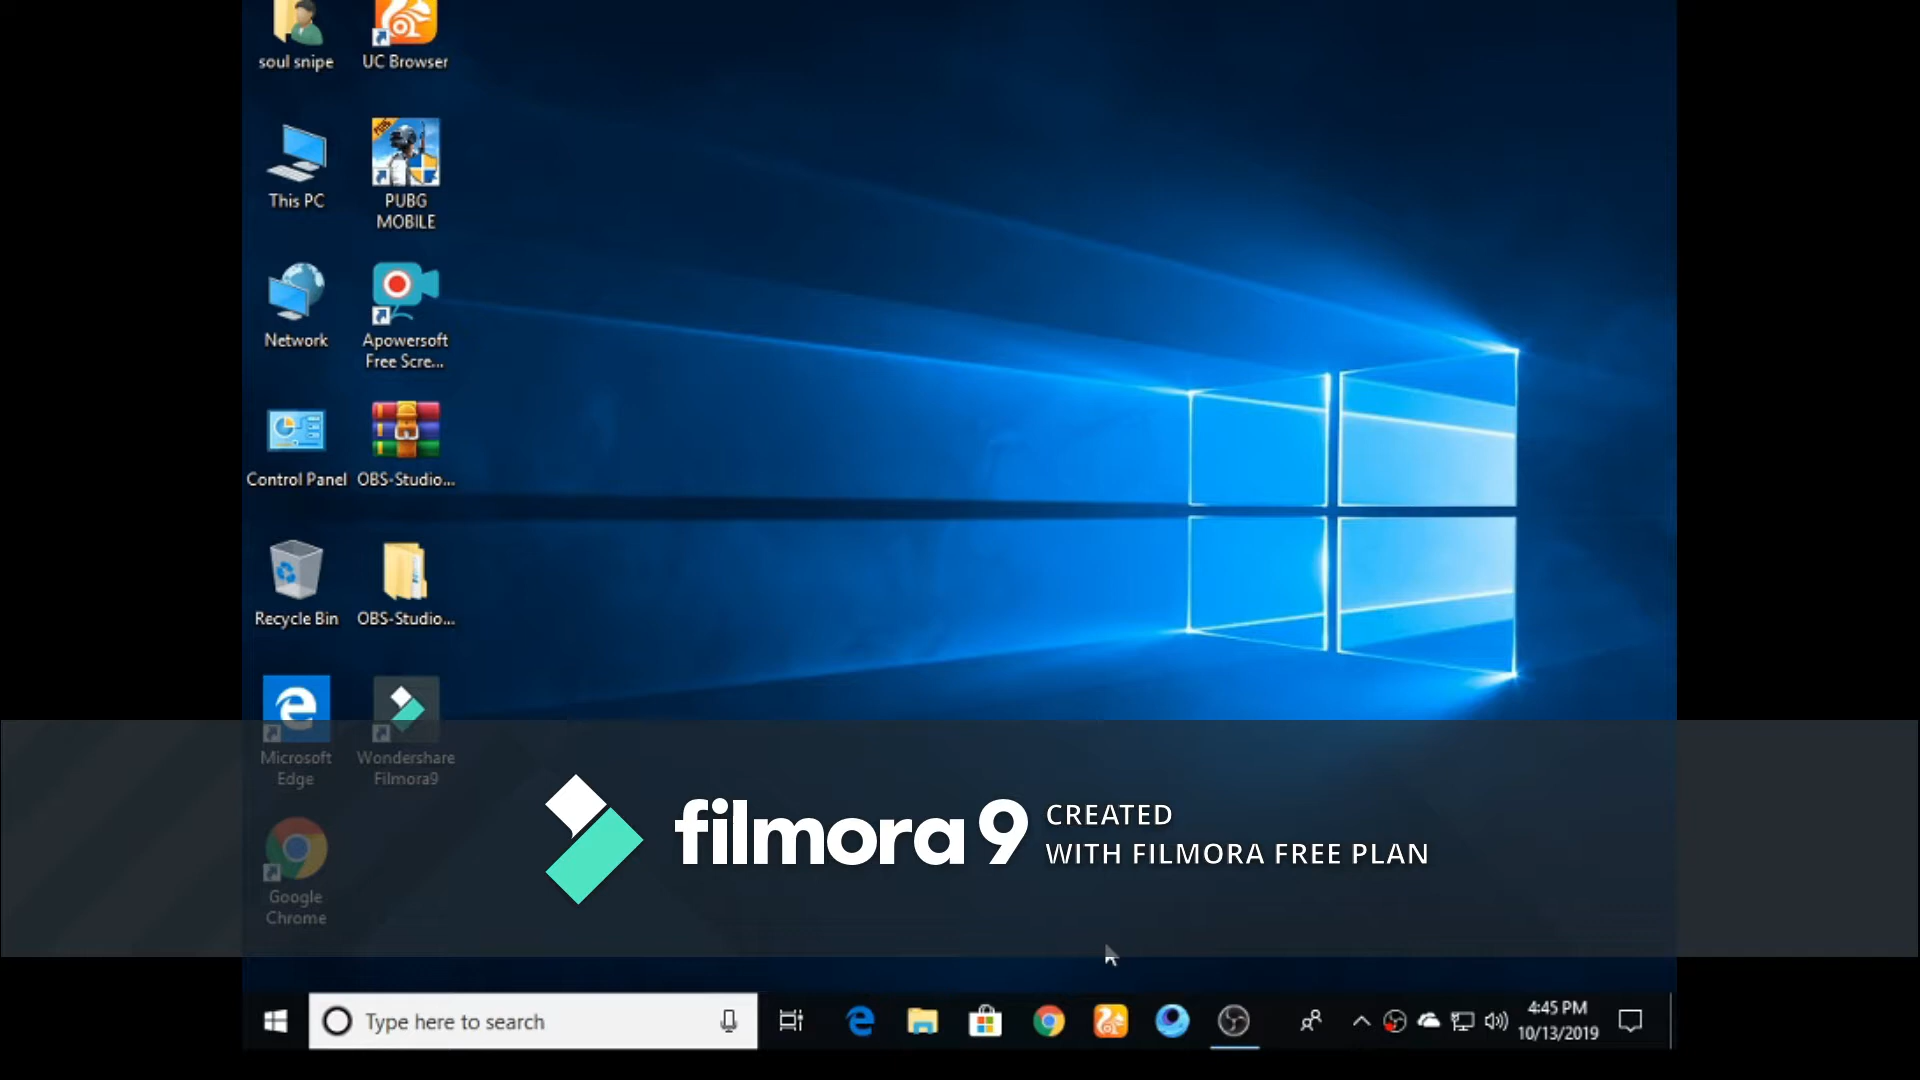 soul snipe
UC Browser
This PC
PUBG
MOBILE
Network
Apowersoft
Free Scre...
Control Panel
OBS-Studio...
Recycle Bin
OBS-Studio...
Microsoft
Edge
Wondershare
Filmora9
Google
Chrome
filmora9
CREATED
WITH FILMORA FREE PLAN
Type here to search
4:45 PM
10/13/2019